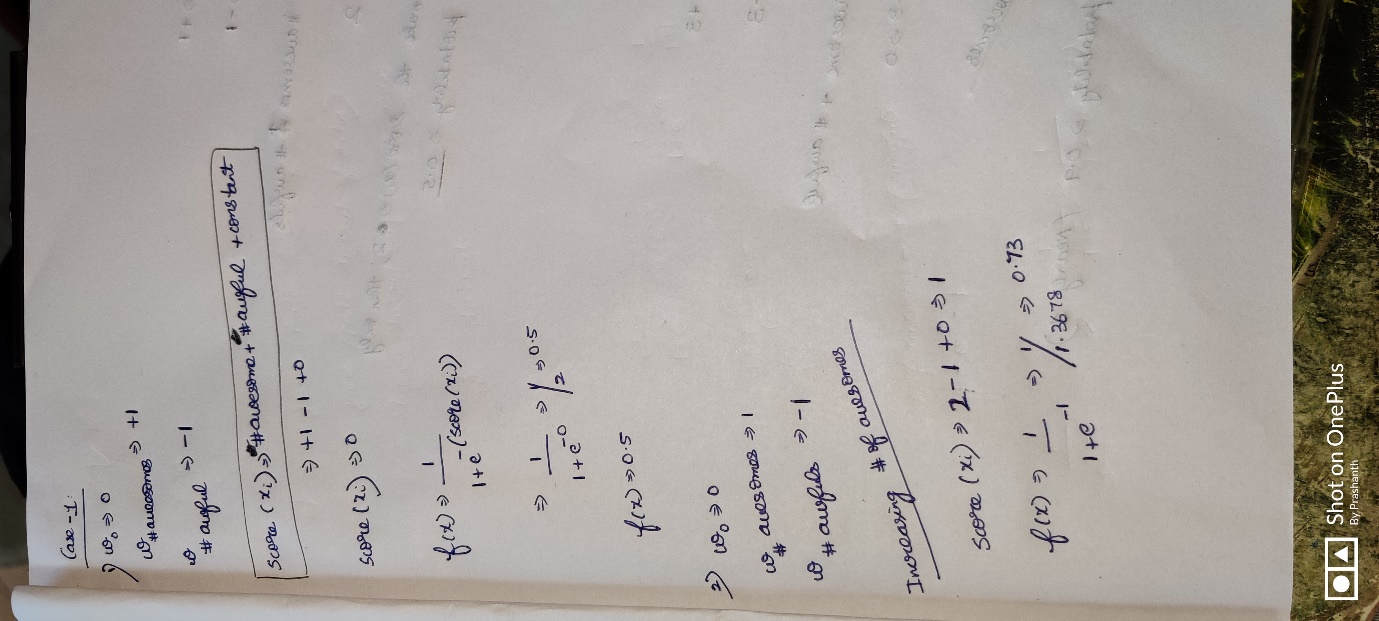 Case-1:
1) w₀ ⇒ 0
w #awesomes ⇒ +1
w #awful ⇒ -1
score (xi) ⇒ #awesome + #awful + constant
⇒ +1 -1 +0
score (xi) ⇒ 0
f(x) ⇒ 1 / 1+e^-(score(xi))
⇒ 1 / 1+e^-0 ⇒ 1/2 ⇒ 0.5
f(x) ⇒ 0.5
2) w₀ ⇒ 0
w # awesomes ⇒ 1
w # awfuls ⇒ -1
Increasing # of awesomes
score (xi) ⇒ 2 -1 +0 ⇒ 1
f(x) ⇒ 1 / 1+e^-1 ⇒ 1/1.3678 ⇒ 0.73
Shot on OnePlus
By Prashanth